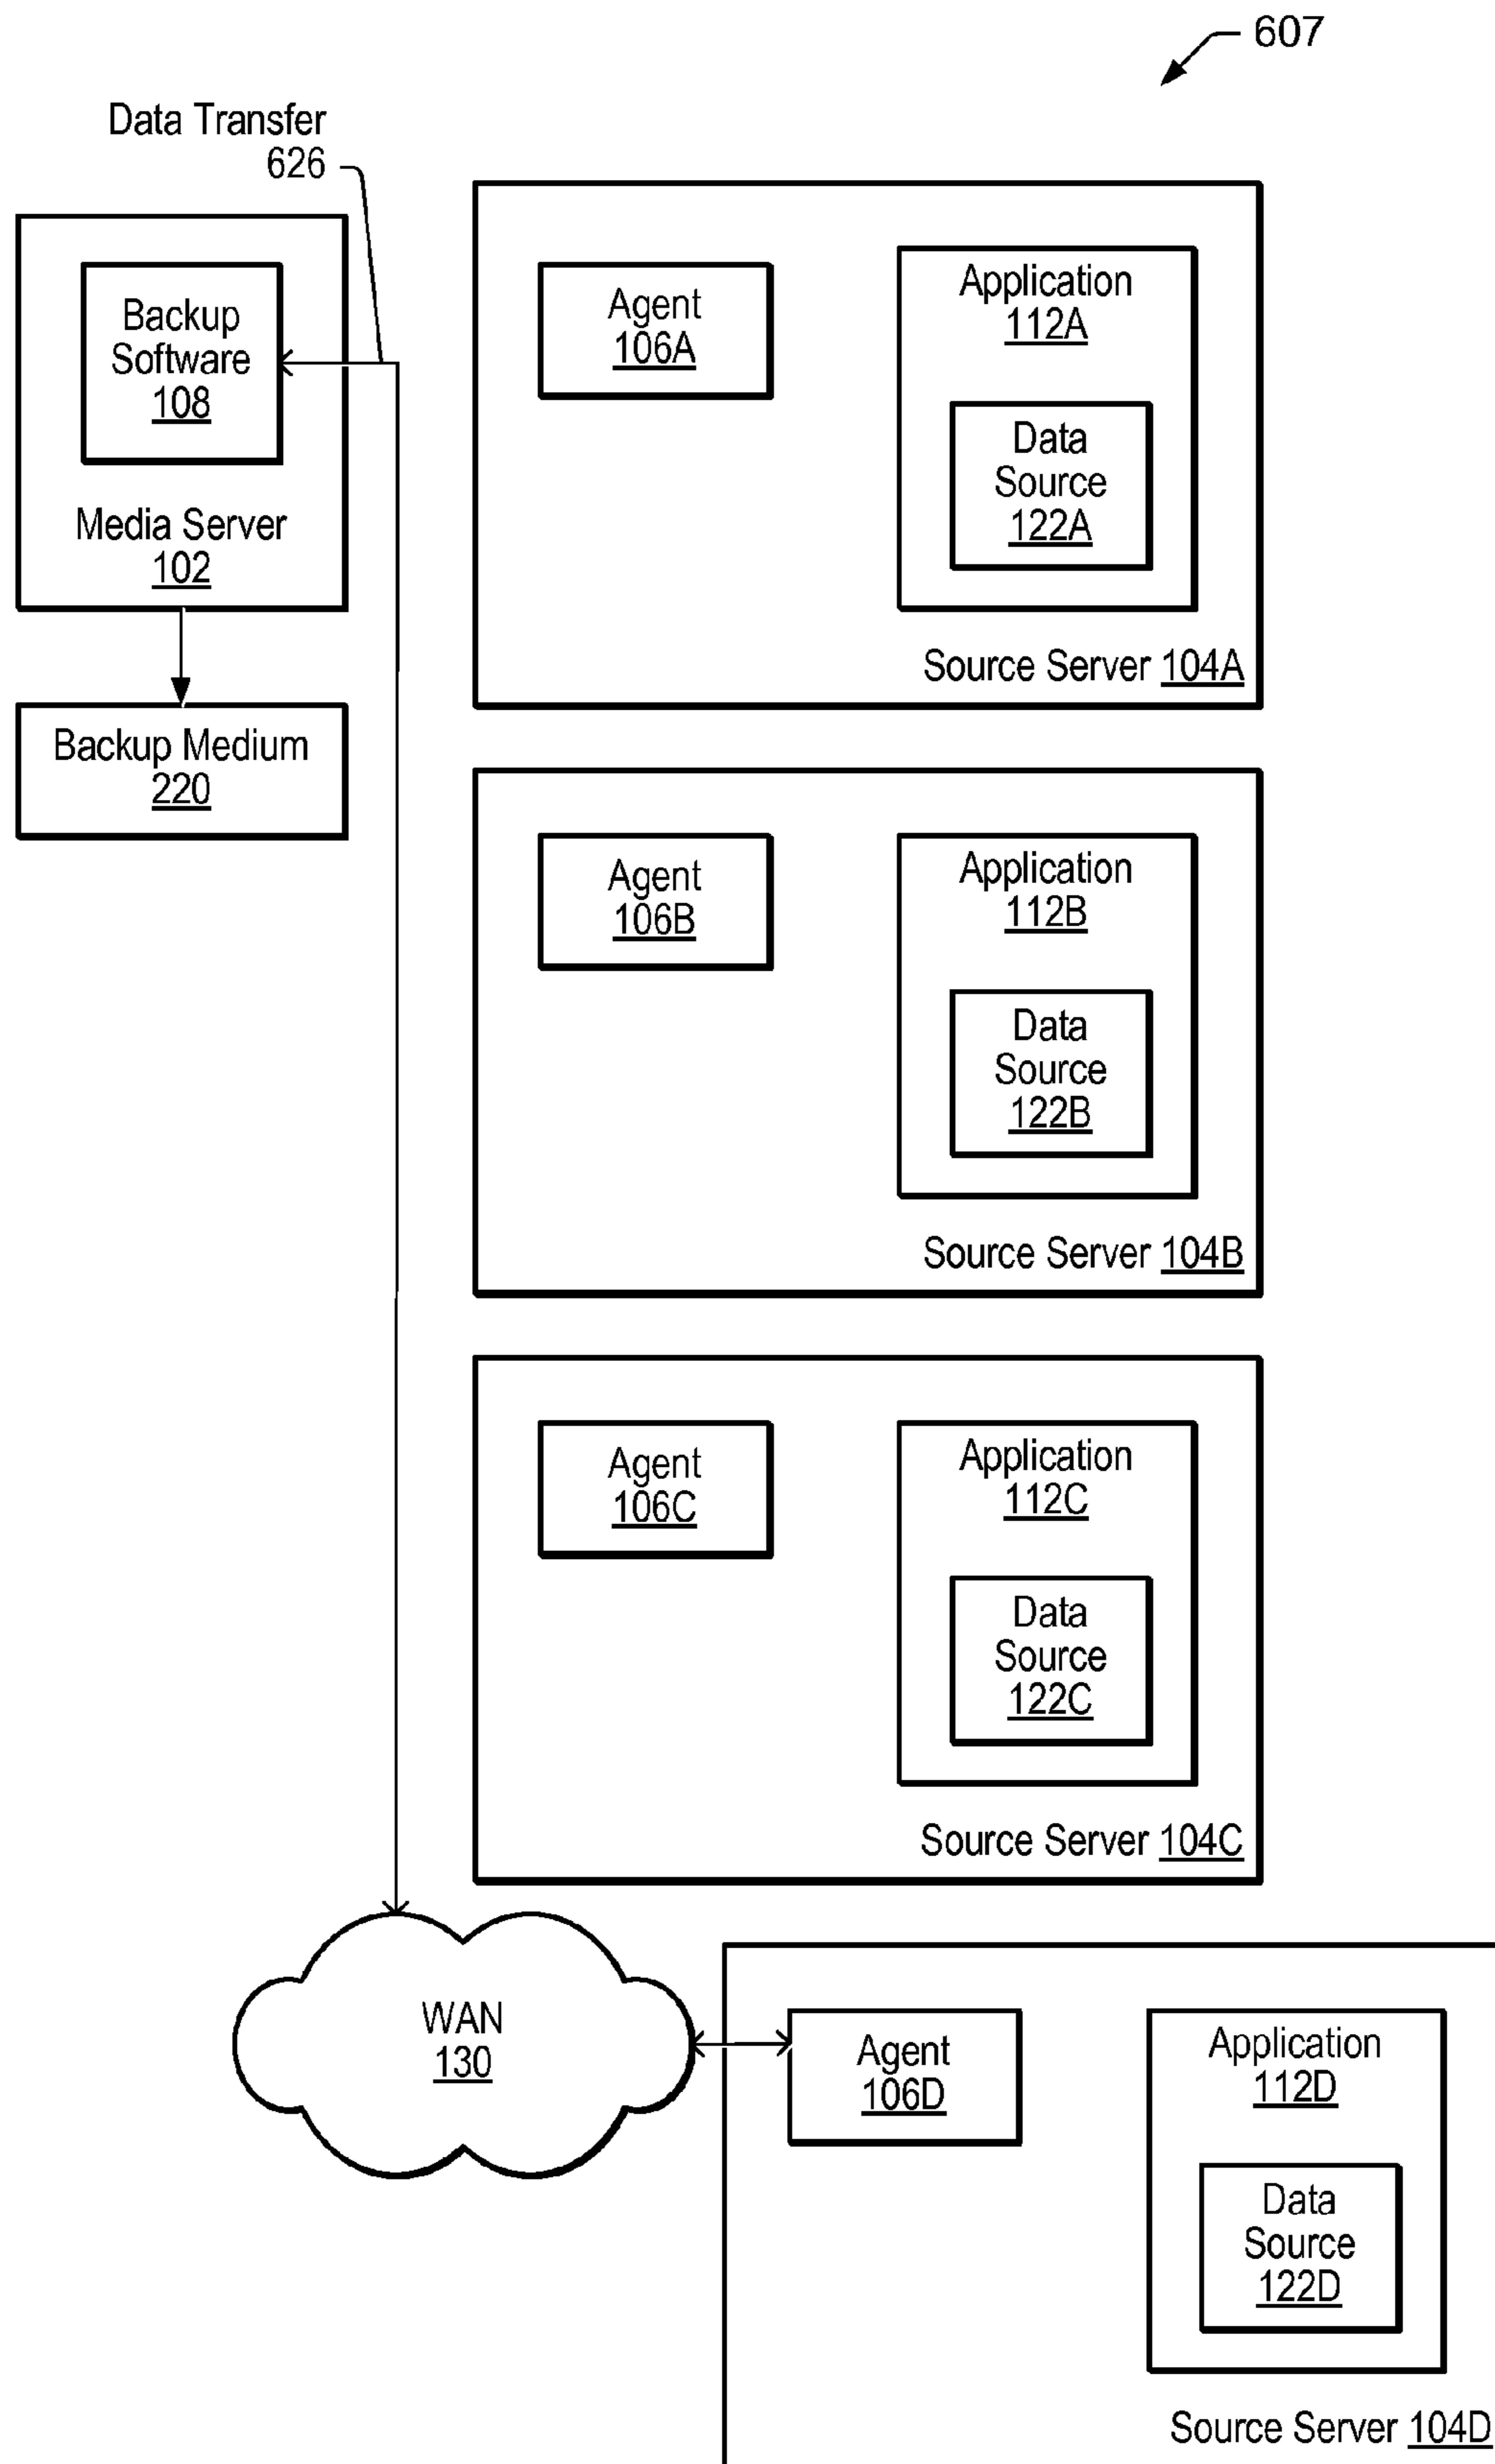 607
Data Transfer
626
Backup
Software
108
Media Server
102
Backup Medium
220
Agent
106A
Application
112A
Data
Source
122A
Source Server 104A
Agent
106B
Application
112B
Data
Source
122B
Source Server 104B
Agent
106C
Application
112C
Data
Source
122C
Source Server 104C
WAN
130
Agent
106D
Application
112D
Data
Source
122D
Source Server 104D